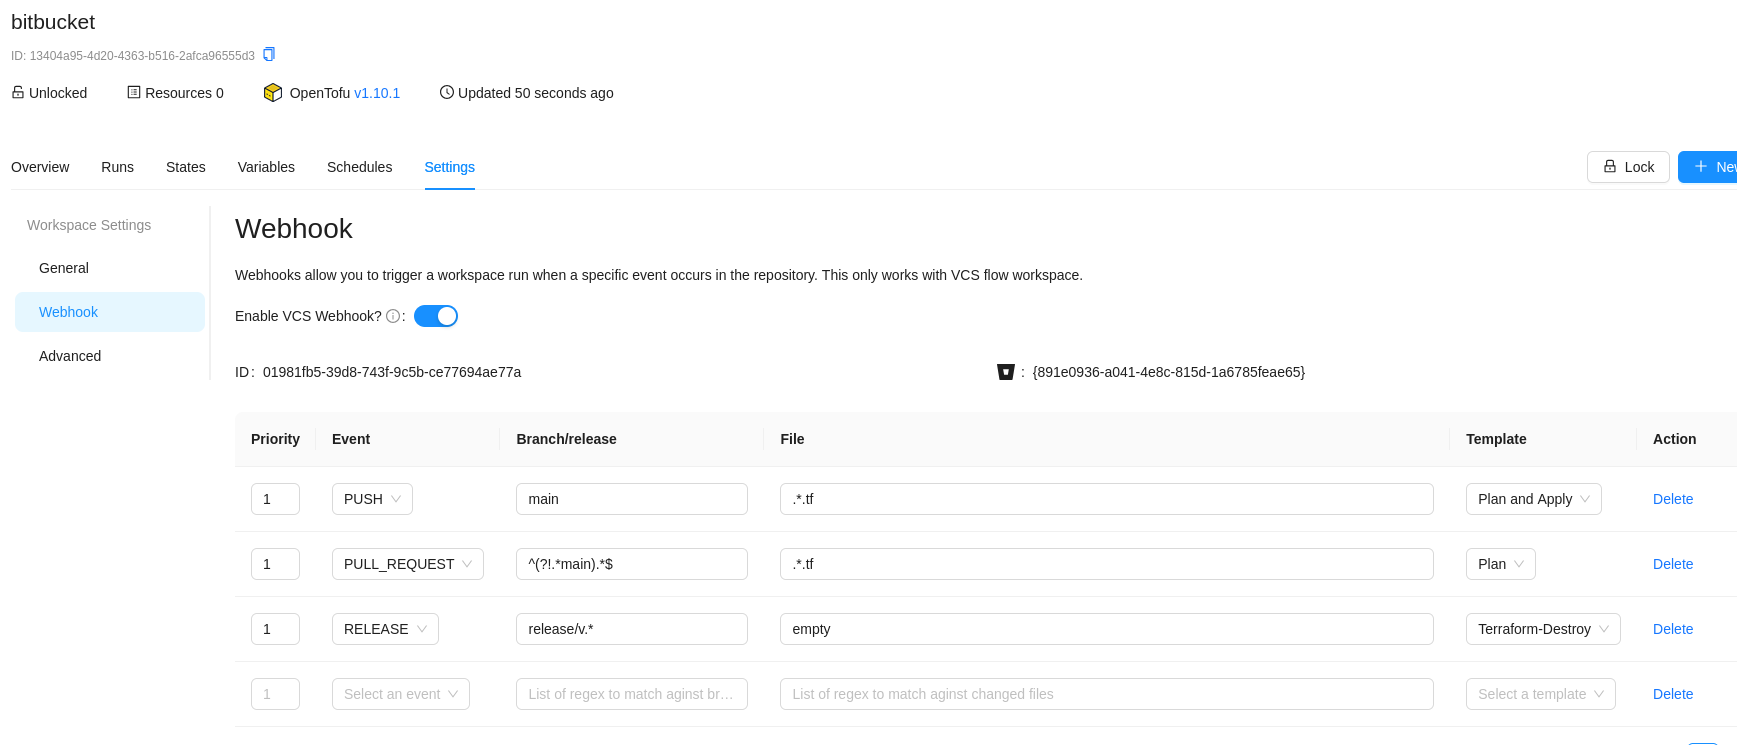 bitbucket
ID: 13404a95-4d20-4363-b516-2afca96555d3
Unlocked Resources 0 OpenTofu v1.10.1 Updated 50 seconds ago
Overview Runs States Variables Schedules Settings Lock New
Workspace Settings
General
Webhook
Advanced
Webhook
Webhooks allow you to trigger a workspace run when a specific event occurs in the repository. This only works with VCS flow workspace.
Enable VCS Webhook? :
ID : 01981fb5-39d8-743f-9c5b-ce77694ae77a : {891e0936-a041-4e8c-815d-1a6785feae65}
Priority Event Branch/release File Template Action
1 PUSH main .*.tf Plan and Apply Delete
1 PULL_REQUEST ^(?!.*main).*$ .*.tf Plan Delete
1 RELEASE release/v.* empty Terraform-Destroy Delete
1 Select an event List of regex to match aginst br… List of regex to match aginst changed files Select a template Delete